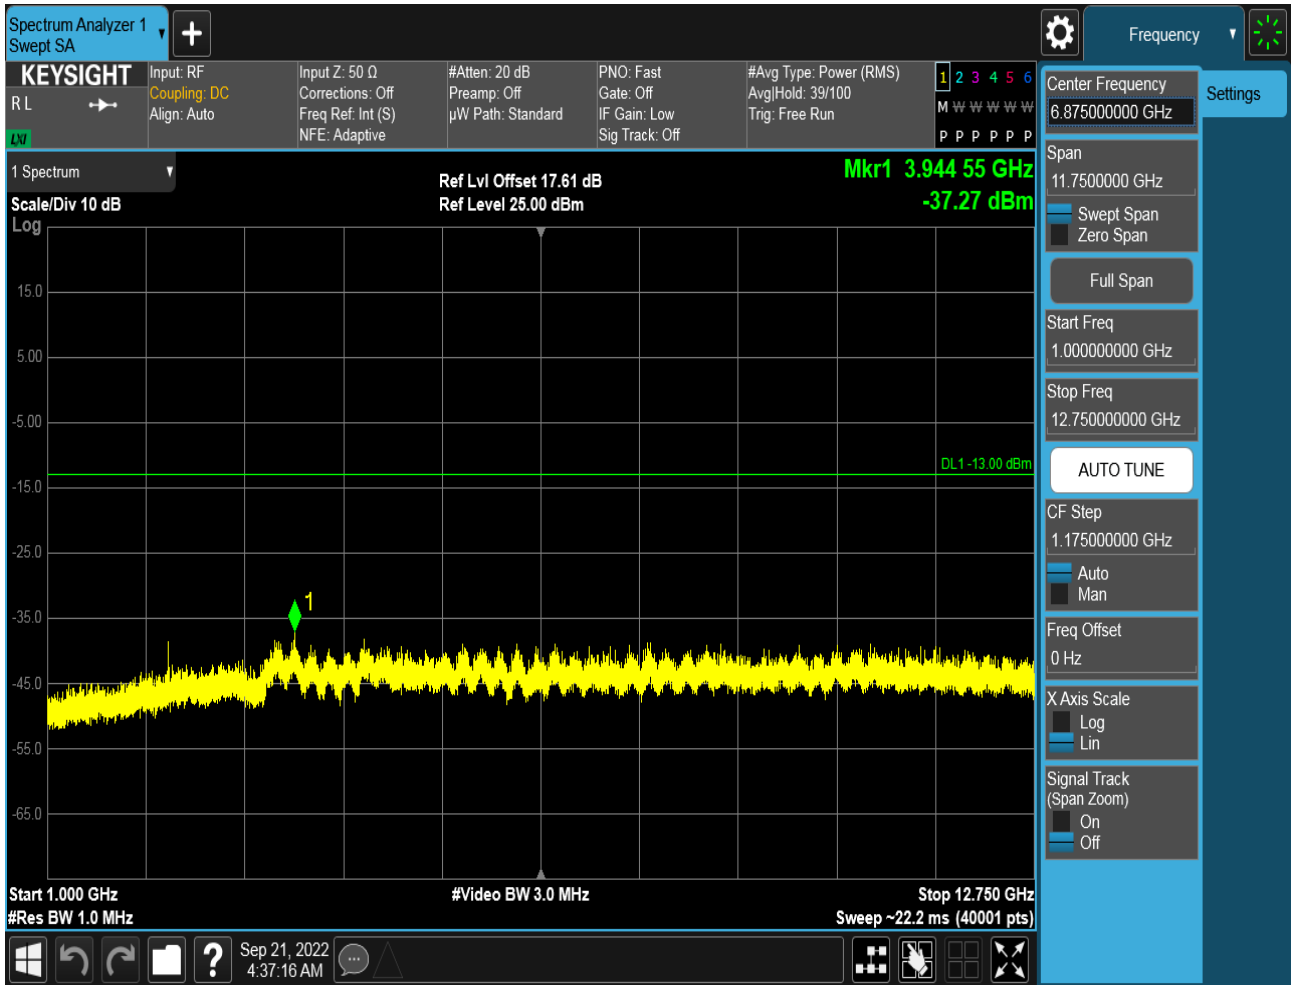 Spectrum Analyzer 1
Swept SA
Frequency
KEYSIGHT
R L
LXI
Input: RF
Coupling: DC
Align: Auto
Input Z: 50 Ω
Corrections: Off
Freq Ref: Int (S)
NFE: Adaptive
#Atten: 20 dB
Preamp: Off
µW Path: Standard
PNO: Fast
Gate: Off
IF Gain: Low
Sig Track: Off
#Avg Type: Power (RMS)
Avg|Hold: 39/100
Trig: Free Run
1 2 3 4 5 6
M W W W W W
P P P P P P
1 Spectrum
Scale/Div 10 dB
Log
Ref Lvl Offset 17.61 dB
Ref Level 25.00 dBm
Mkr1 3.944 55 GHz
-37.27 dBm
15.0
5.00
-5.00
DL1 -13.00 dBm
-15.0
-25.0
1
-35.0
-45.0
-55.0
-65.0
Start 1.000 GHz
#Res BW 1.0 MHz
#Video BW 3.0 MHz
Stop 12.750 GHz
Sweep ~22.2 ms (40001 pts)
?
Sep 21, 2022
4:37:16 AM
Center Frequency
6.875000000 GHz
Settings
Span
11.7500000 GHz
Swept Span
Zero Span
Full Span
Start Freq
1.000000000 GHz
Stop Freq
12.750000000 GHz
AUTO TUNE
CF Step
1.175000000 GHz
Auto
Man
Freq Offset
0 Hz
X Axis Scale
Log
Lin
Signal Track
(Span Zoom)
On
Off